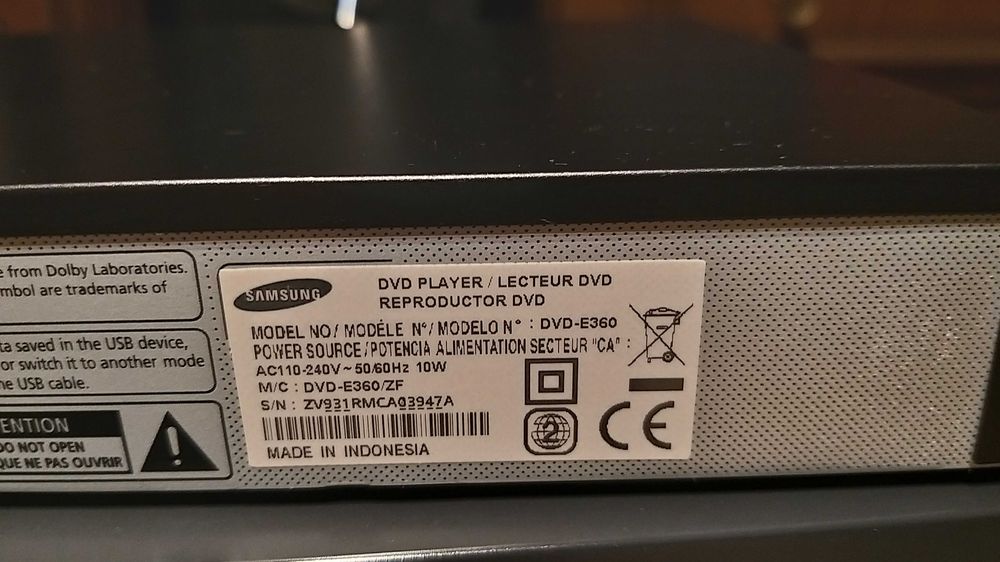 e from Dolby Laboratories.
mbol are trademarks of
ta saved in the USB device,
or switch it to another mode
he USB cable.
ENTION
DO NOT OPEN
QUE NE PAS OUVRIR
SAMSUNG
DVD PLAYER / LECTEUR DVD
REPRODUCTOR DVD
MODEL NO/ MODÉLE N°/ MODELO N° : DVD-E360
POWER SOURCE/POTENCIA ALIMENTACIÓN SECTEUR "CA" :
AC110-240V~50/60Hz 10W
M/C : DVD-E360/ZF
S/N : ZV931RMCA03947A
MADE IN INDONESIA
2
CE